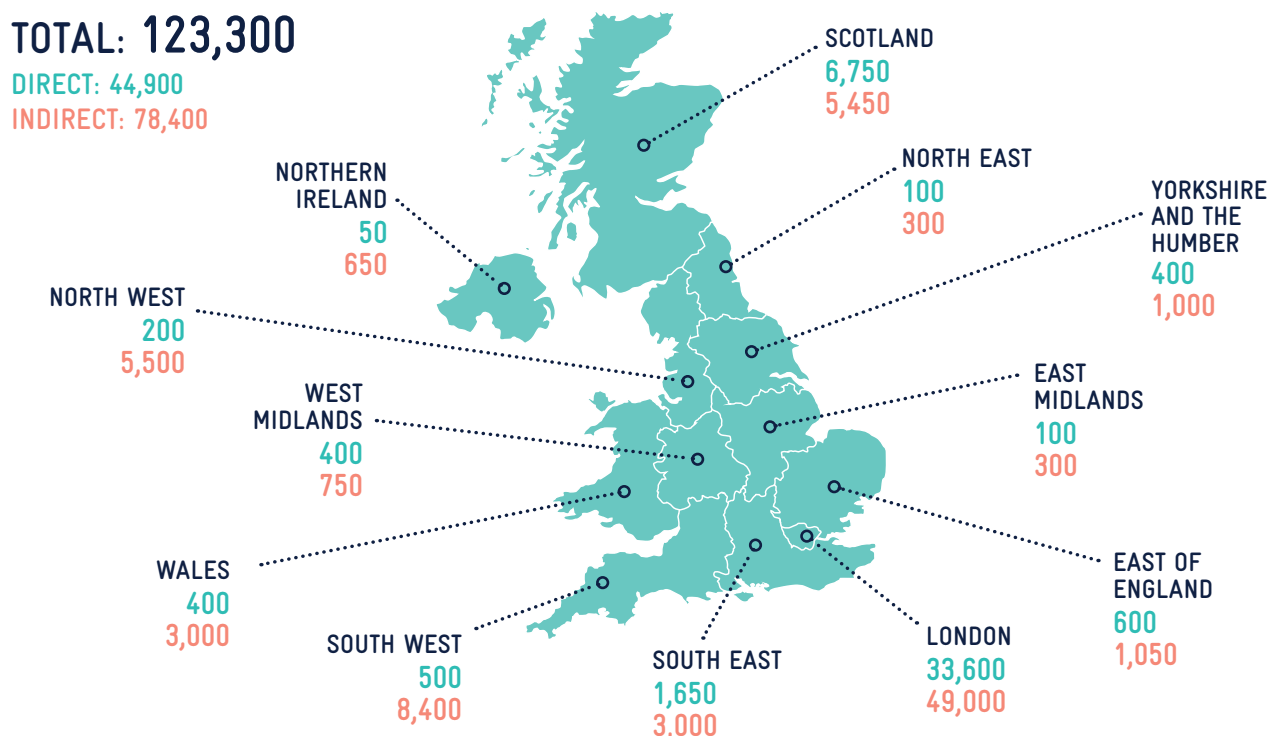 TOTAL: 123,300
DIRECT: 44,900
INDIRECT: 78,400
SCOTLAND
6,750
5,450
NORTH EAST
100
300
YORKSHIRE
AND THE
HUMBER
400
1,000
NORTHERN
IRELAND
50
650
NORTH WEST
200
5,500
WEST
MIDLANDS
400
750
EAST
MIDLANDS
100
300
WALES
400
3,000
EAST OF
ENGLAND
600
1,050
SOUTH WEST
500
8,400
SOUTH EAST
1,650
3,000
LONDON
33,600
49,000